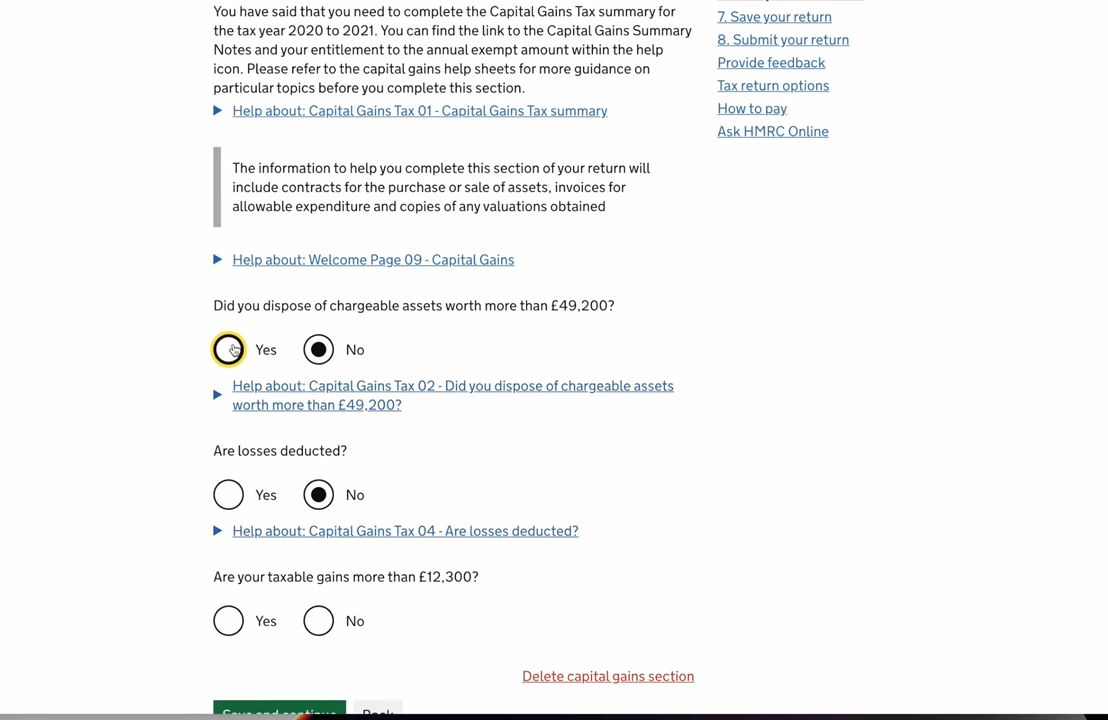 You have said that you need to complete the Capital Gains Tax summary for
the tax year 2020 to 2021. You can find the link to the Capital Gains Summary
Notes and your entitlement to the annual exempt amount within the help
icon. Please refer to the capital gains help sheets for more guidance on
particular topics before you complete this section.
Help about: Capital Gains Tax 01 - Capital Gains Tax summary
The information to help you complete this section of your return will
include contracts for the purchase or sale of assets, invoices for
allowable expenditure and copies of any valuations obtained
Help about: Welcome Page 09 - Capital Gains
Did you dispose of chargeable assets worth more than £49,200?
Yes No
Help about: Capital Gains Tax 02 - Did you dispose of chargeable assets
worth more than £49,200?
Are losses deducted?
Yes No
Help about: Capital Gains Tax 04 - Are losses deducted?
Are your taxable gains more than £12,300?
Yes No
Delete capital gains section
Save and continue Back
7. Save your return
8. Submit your return
Provide feedback
Tax return options
How to pay
Ask HMRC Online